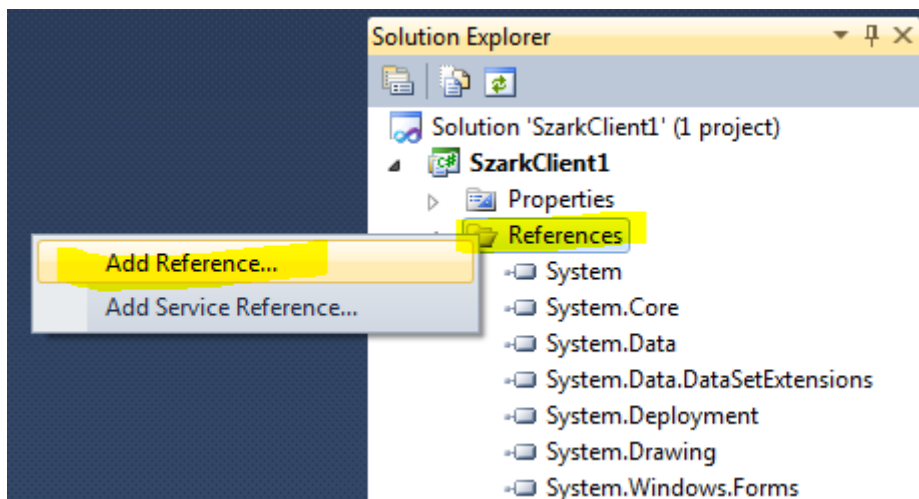 Solution Explorer
Solution 'SzarkClient1' (1 project)
C#
SzarkClient1
Properties
References
Add Reference...
Add Service Reference...
System
System.Core
System.Data
System.Data.DataSetExtensions
System.Deployment
System.Drawing
System.Windows.Forms